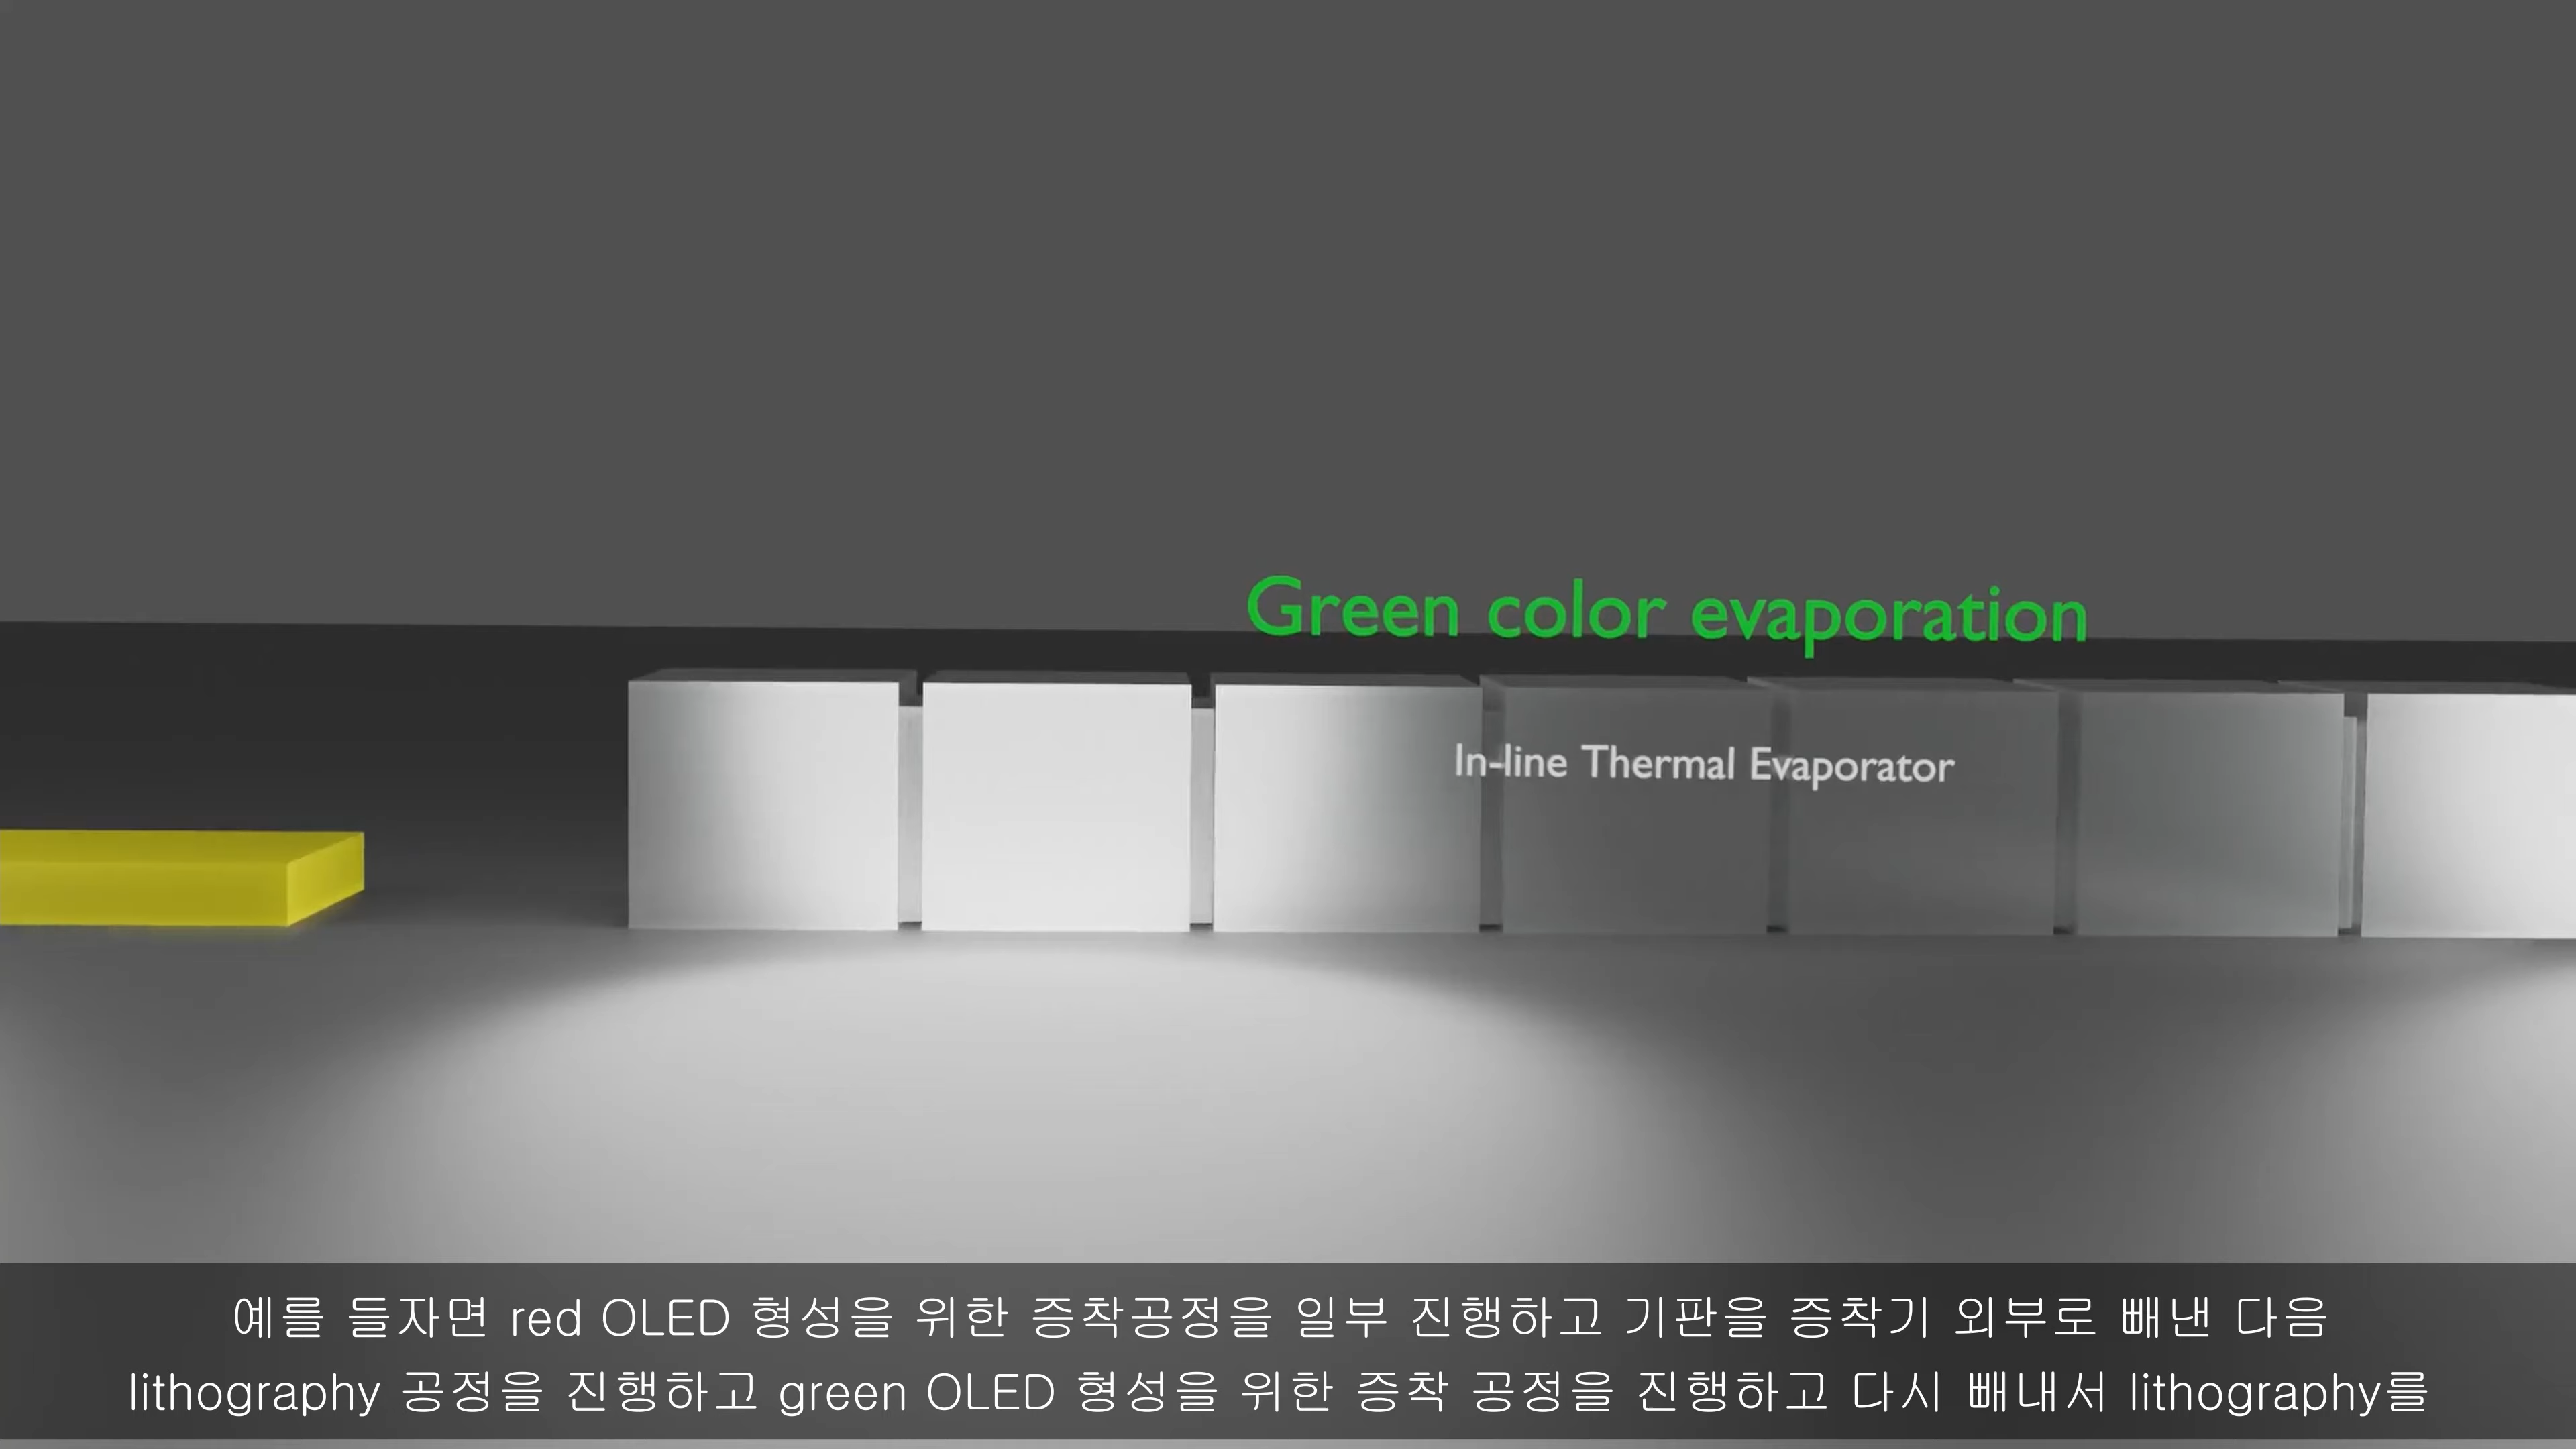 Green color evaporation
In-line Thermal Evaporator
예를 들자면 red OLED 형성을 위한 증착공정을 일부 진행하고 기판을 증착기 외부로 빼낸 다음
lithography 공정을 진행하고 green OLED 형성을 위한 증착 공정을 진행하고 다시 빼내서 lithography를